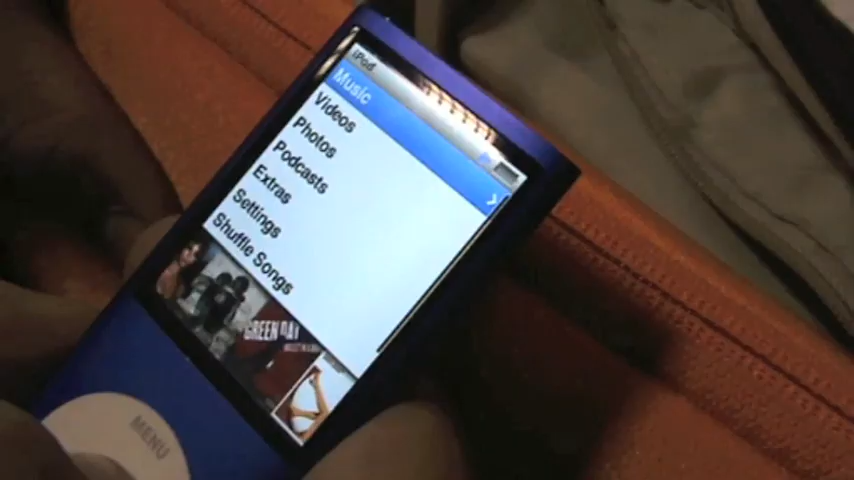 iPod
Music
Videos
Photos
Podcasts
Extras
Settings
Shuffle Songs
GREEN DAY
MENU